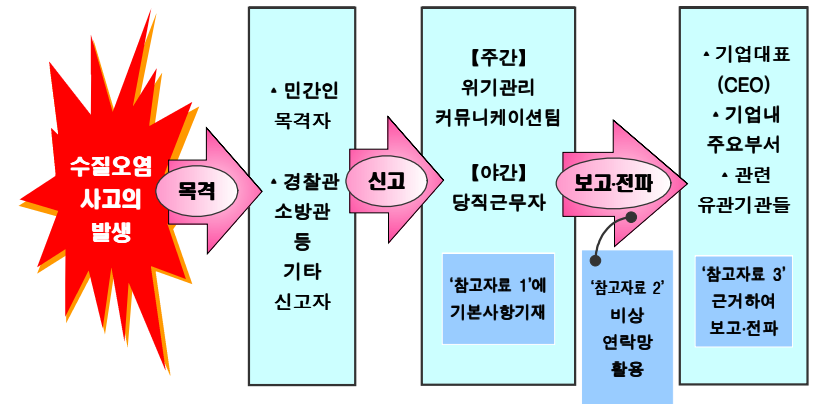 수질오염
사고의
발생
목격
▲ 민간인
목격자
▲ 경찰관
소방관
등
기타
신고자
신고
【주간】
위기관리
커뮤니케이션팀
【야간】
당직근무자
‘참고자료 1’에
기본사항기재
보고·전파
‘참고자료 2’
비상
연락망
활용
▲ 기업대표
(CEO)
▲ 기업내
주요부서
▲ 관련
유관기관들
‘참고자료 3’
근거하여
보고·전파